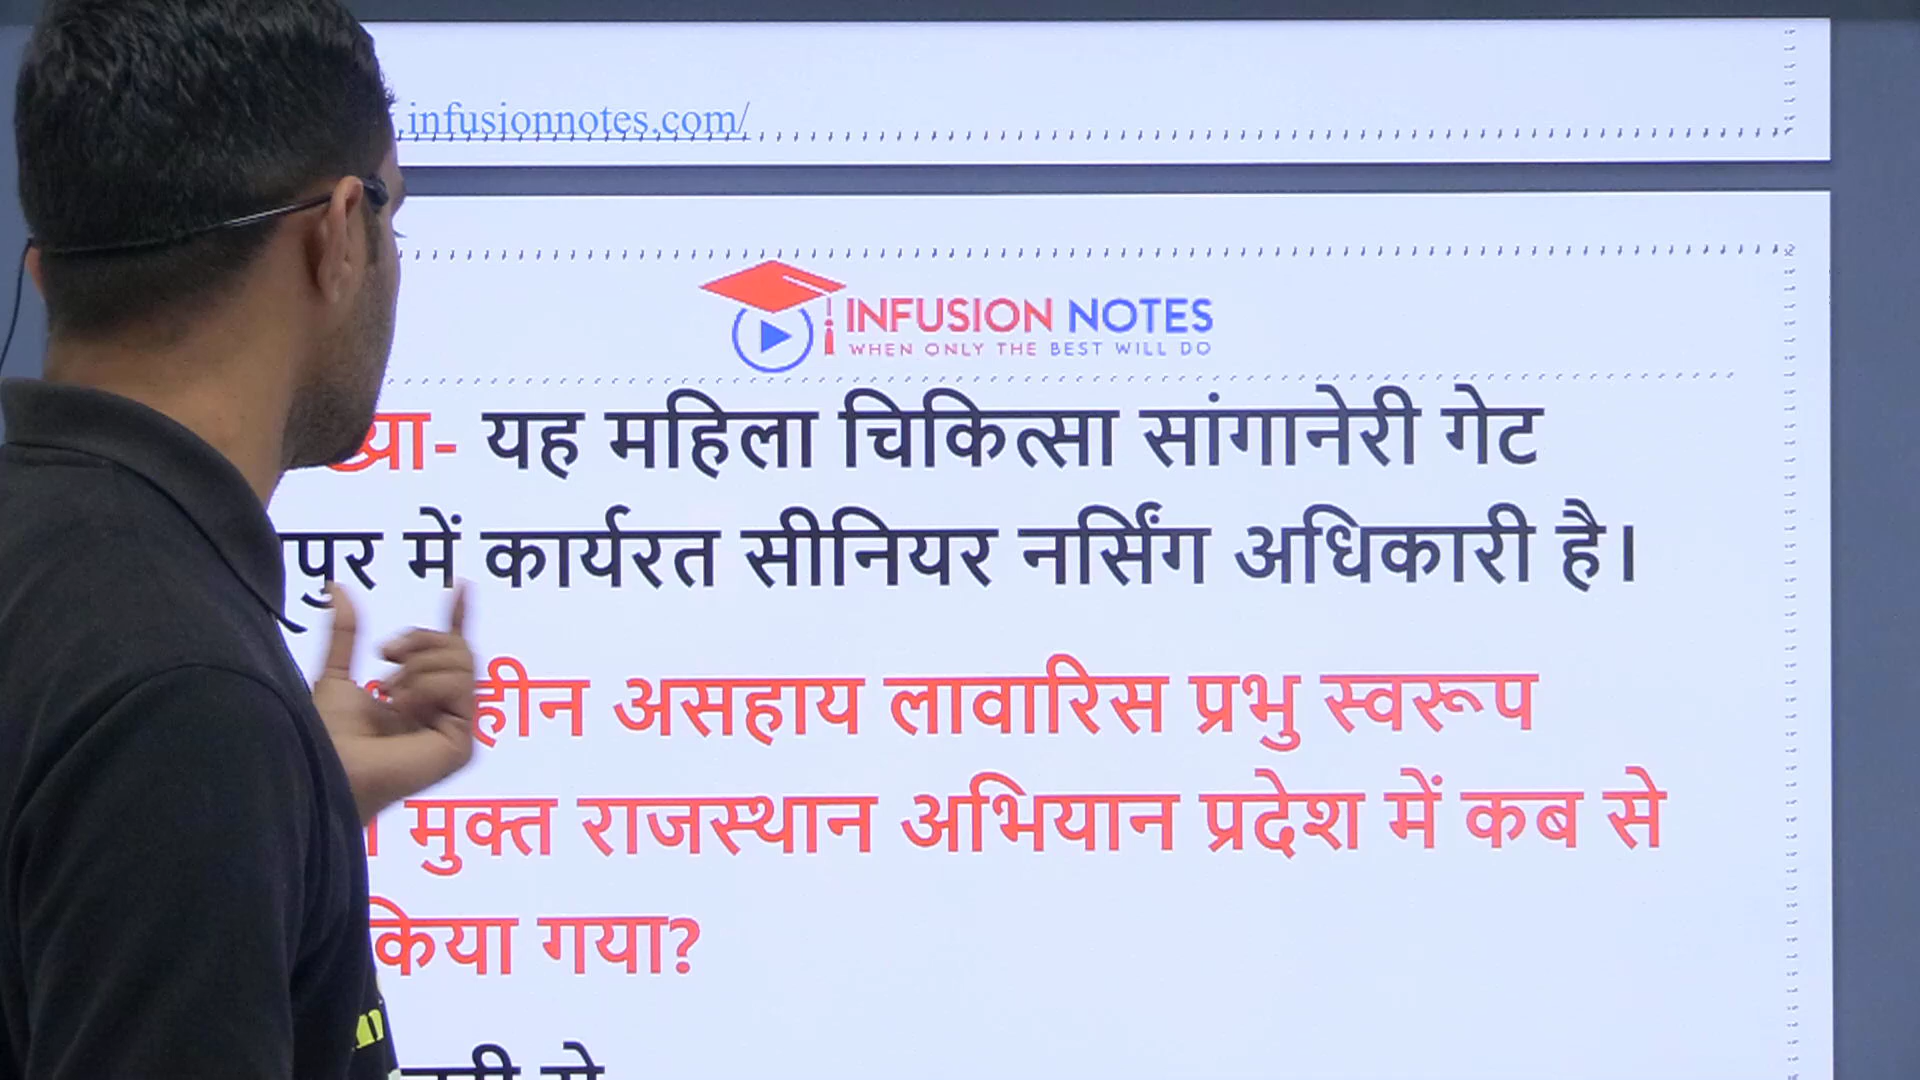 .infusionnotes.com/
INFUSION NOTES
WHEN ONLY THE BEST WILL DO
यह महिला चिकित्सा सांगानेरी गेट
में कार्यरत सीनियर नर्सिंग अधिकारी है।
असहाय लावारिस प्रभु स्वरूप
मुक्त राजस्थान अभियान प्रदेश में कब से
किया गया?